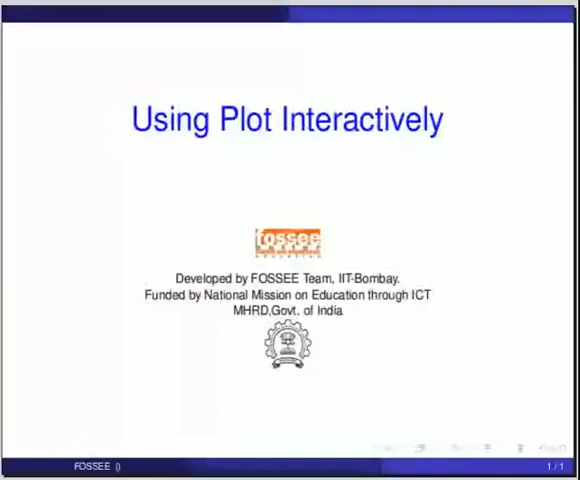 Using Plot Interactively
fossee
Developed by FOSSEE Team, IIT-Bombay.
Funded by National Mission on Education through ICT
MHRD,Govt. of India
FOSSEE ()
1 / 1